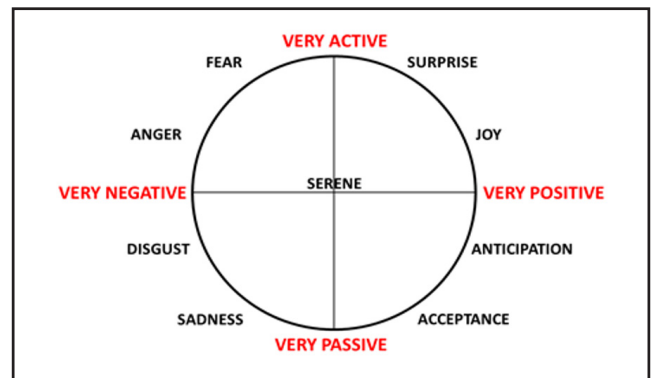 VERY ACTIVE
FEAR
SURPRISE
ANGER
JOY
SERENE
VERY NEGATIVE
VERY POSITIVE
DISGUST
ANTICIPATION
SADNESS
ACCEPTANCE
VERY PASSIVE